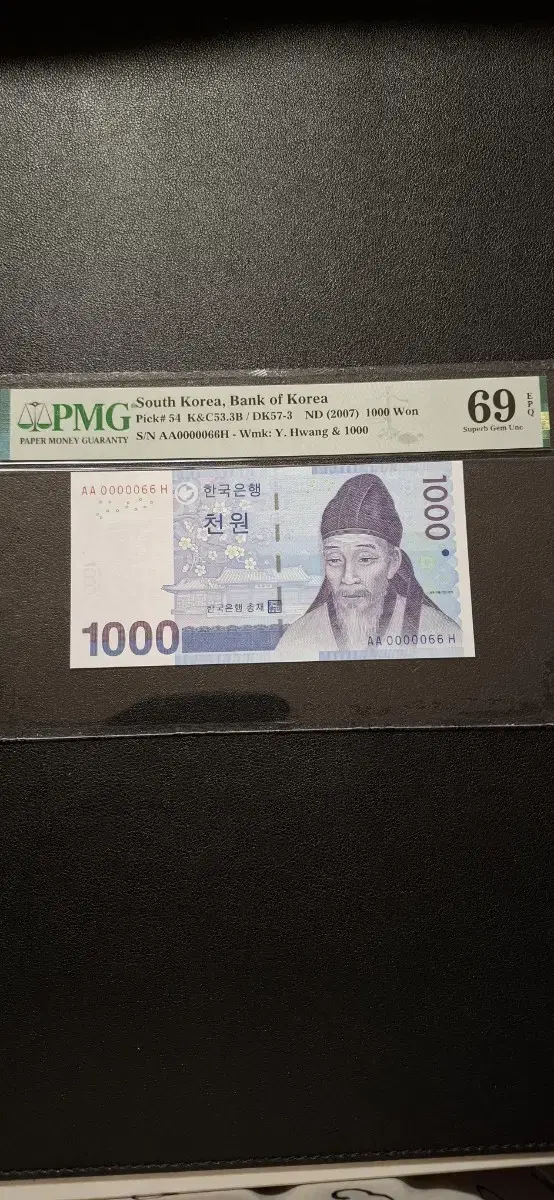 PMG
PAPER MONEY GUARANTY
South Korea, Bank of Korea
Pick# 54 K&C53.3B / DK57-3 ND (2007) 1000 Won
S/N AA0000066H - Wmk: Y. Hwang & 1000
69
EPQ
Superb Gem Unc
AA 0000066 H
한국은행
천원
1000
한국은행 총재
1000
AA 0000066 H